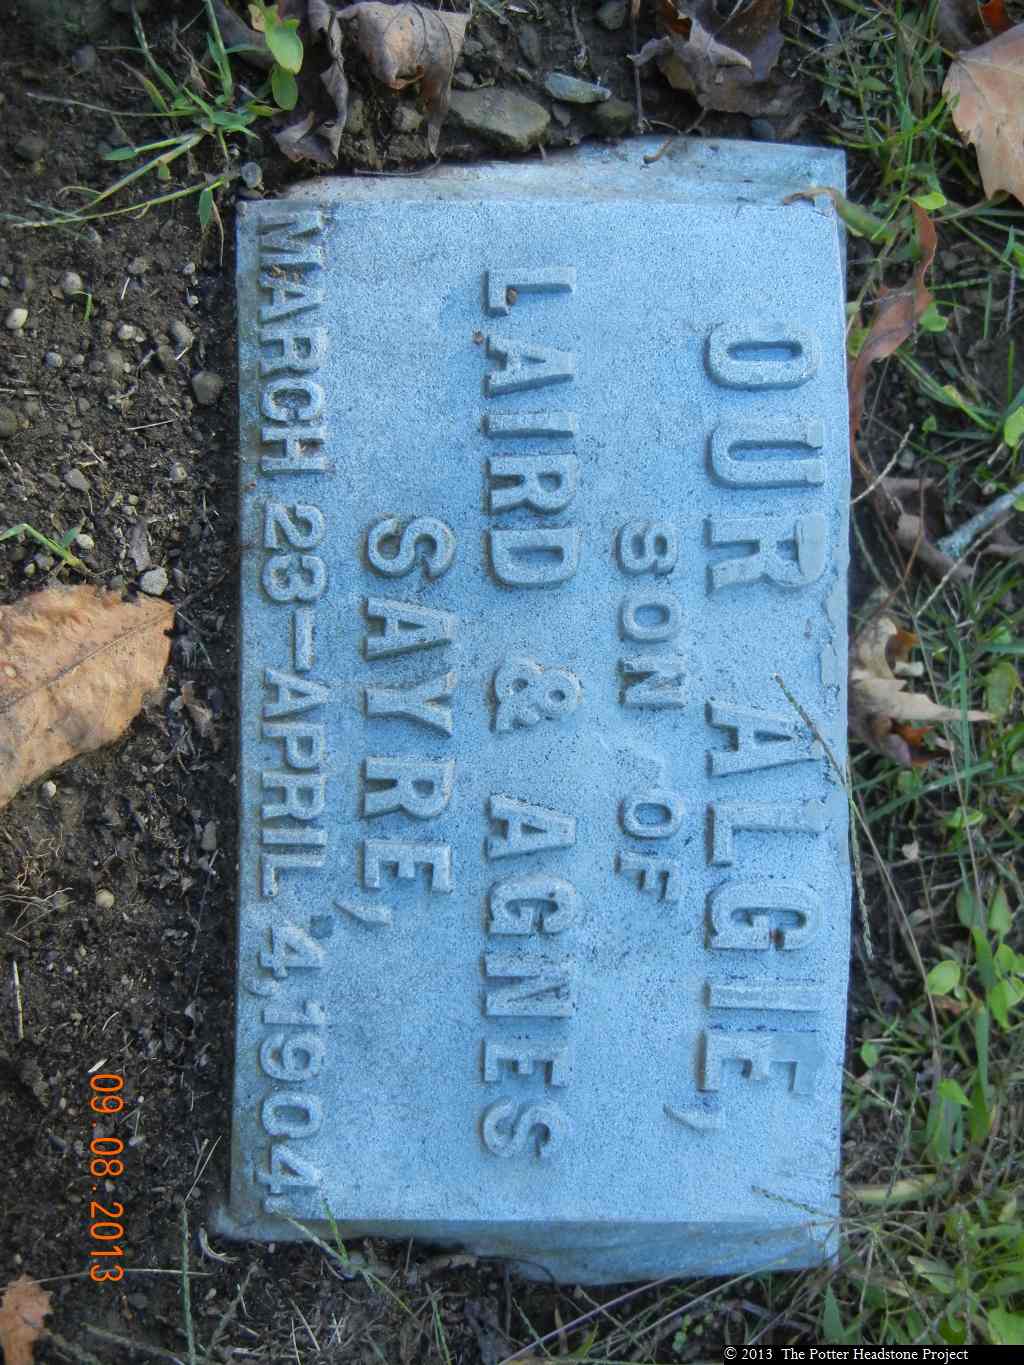 OUR ALGIE,
SON OF
LAIRD & AGNES
SAYRE,
MARCH 23-APRIL 4, 1904
09.08.2013
© 2013 The Potter Headstone Project